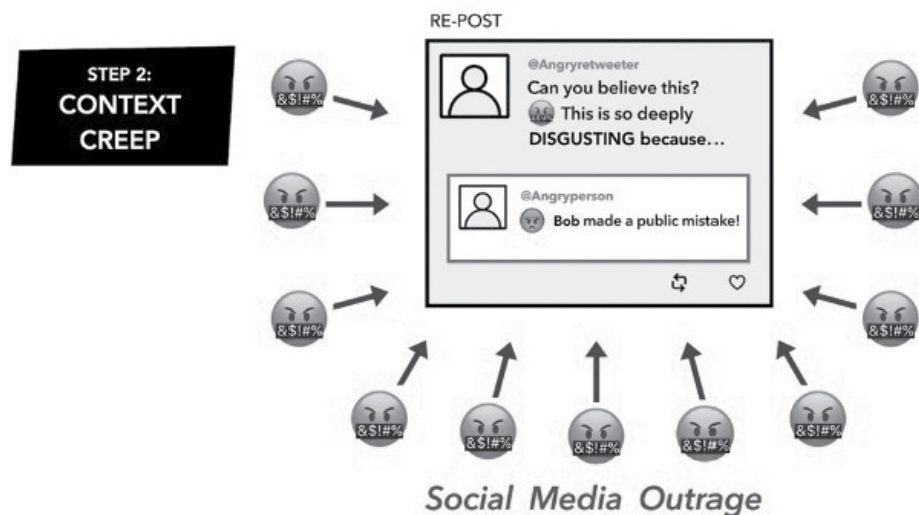 RE-POST
STEP 2:
CONTEXT
CREEP
@Angryretweeter
Can you believe this?
This is so deeply
DISGUSTING because...
@Angryperson
Bob made a public mistake!
&$!#%
&$!#%
&$!#%
&$!#%
&$!#%
&$!#%
&$!#%
&$!#%
&$!#%
&$!#%
&$!#%
Social Media Outrage